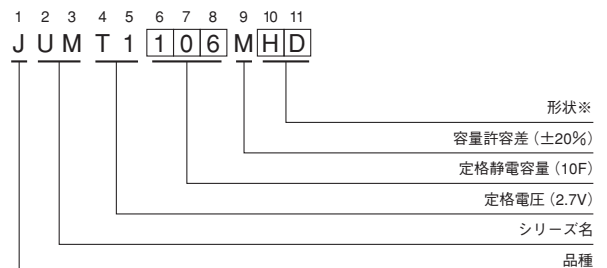 1 2 3 4 5 6 7 8 9 10 11
J U M T 1 1 0 6 M H D
形状※
容量許容差（±20%）
定格静電容量（10F）
定格電圧（2.7V）
シリーズ名
品種